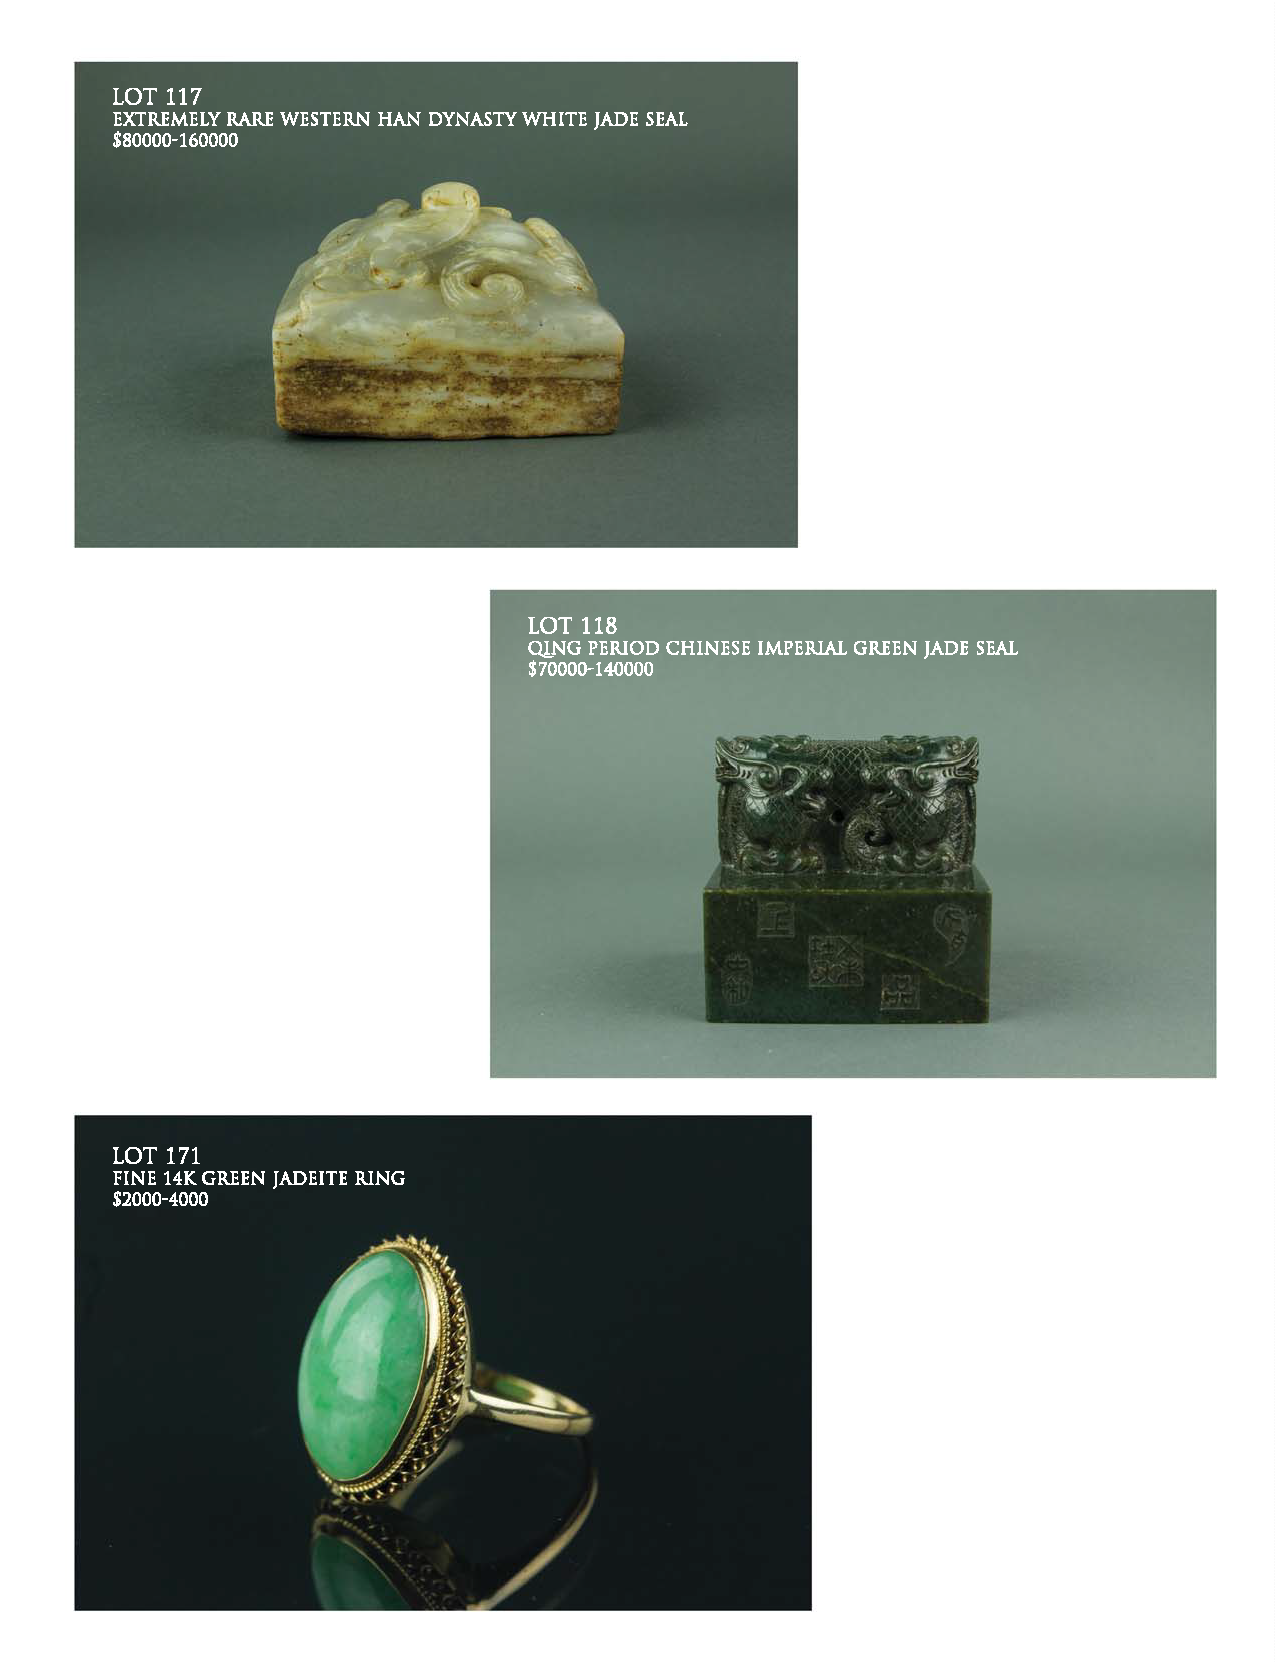 LOT 117
EXTREMELY RARE WESTERN HAN DYNASTY WHITE JADE SEAL
$80000-160000
LOT 118
QING PERIOD CHINESE IMPERIAL GREEN JADE SEAL
$70000-140000
LOT 171
FINE 14K GREEN JADEITE RING
$2000-4000